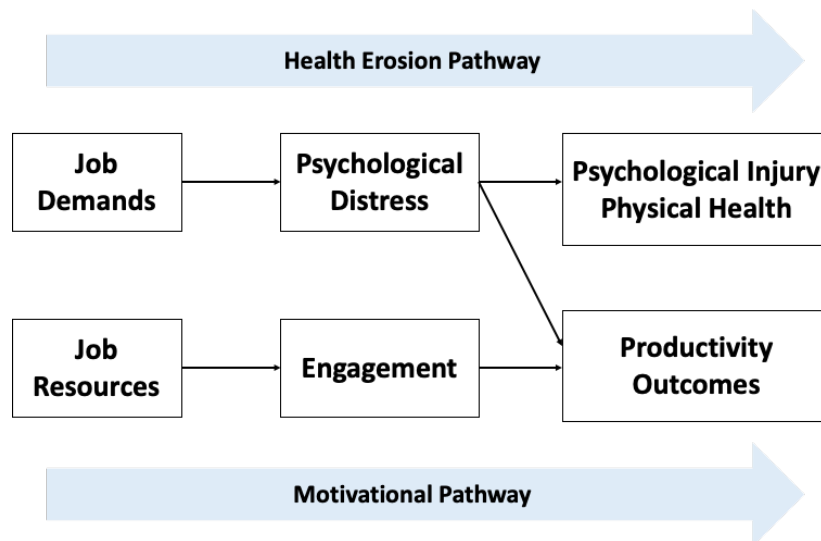 Health Erosion Pathway
Job
Demands
Psychological
Distress
Psychological Injury
Physical Health
Job
Resources
Engagement
Productivity
Outcomes
Motivational Pathway